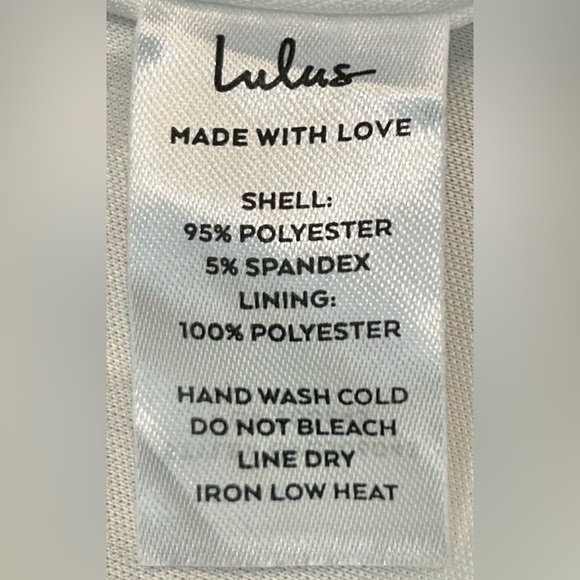 Lulus
MADE WITH LOVE
SHELL:
95% POLYESTER
5% SPANDEX
LINING:
100% POLYESTER
HAND WASH COLD
DO NOT BLEACH
LINE DRY
IRON LOW HEAT